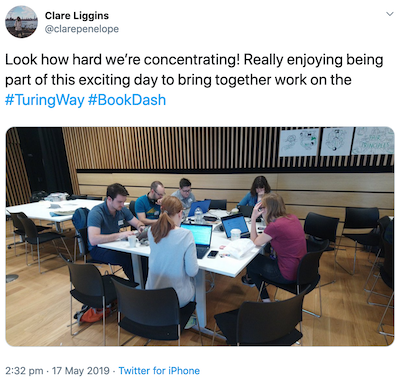 Clare Liggins
@clarepenelope
Look how hard we're concentrating! Really enjoying being
part of this exciting day to bring together work on the
#TuringWay #BookDash
2:32 pm · 17 May 2019 · Twitter for iPhone